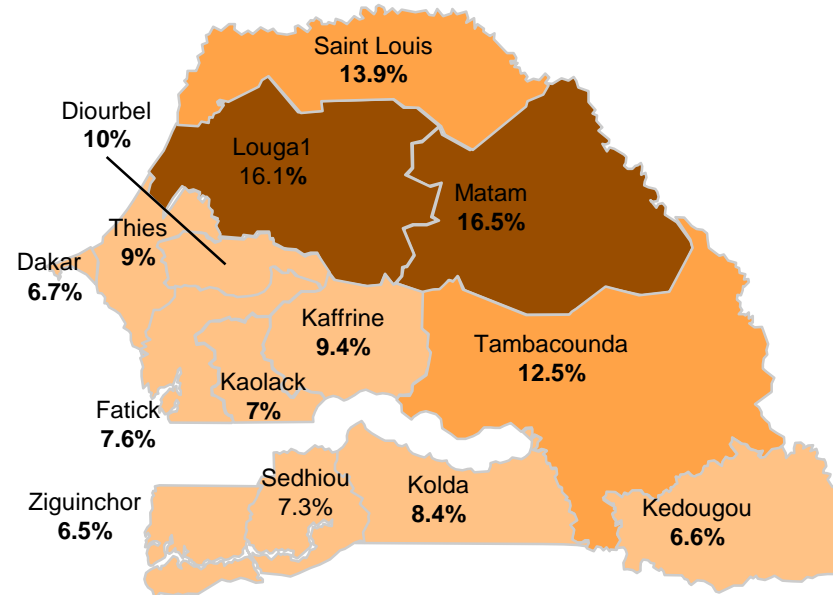 Saint Louis
13.9%
Diourbel
10%
Louga1
16.1%
Matam
16.5%
Thies
9%
Dakar
6.7%
Kaffrine
9.4%
Tambacounda
12.5%
Kaolack
7%
Fatick
7.6%
Sedhiou
7.3%
Kolda
8.4%
Ziguinchor
6.5%
Kedougou
6.6%